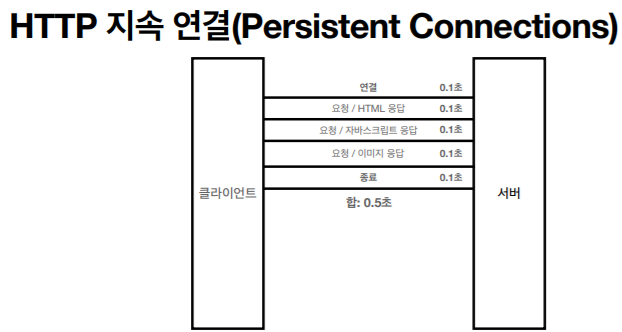 HTTP 지속 연결(Persistent Connections)
연결 0.1초
요청 / HTML 응답 0.1초
요청 / 자바스크립트 응답 0.1초
요청 / 이미지 응답 0.1초
종료 0.1초
클라이언트
합: 0.5초
서버